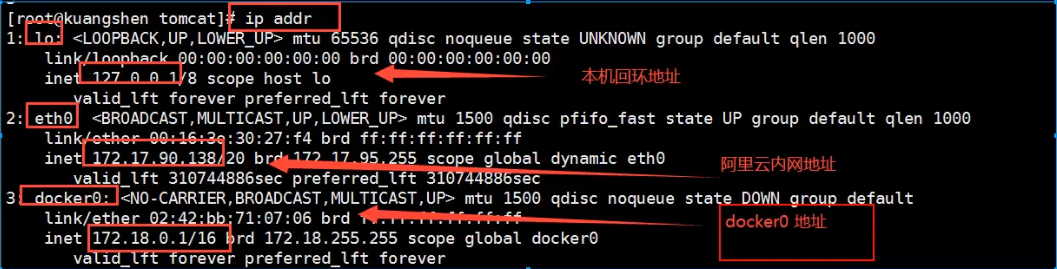 [root@kuangshen tomcat]# ip addr
1: lo: <LOOPBACK,UP,LOWER_UP> mtu 65536 qdisc noqueue state UNKNOWN group default qlen 1000
link/loopback 00:00:00:00:00:00 brd 00:00:00:00:00:00
inet 127.0.0.1/8 scope host lo
本机回环地址
valid_lft forever preferred_lft forever
2: eth0 <BROADCAST,MULTICAST,UP,LOWER_UP> mtu 1500 qdisc pfifo_fast state UP group default qlen 1000
link/ether 00:16:3e:30:27:f4 brd ff:ff:ff:ff:ff:ff
inet 172.17.90.138/20 brd 172.17.95.255 scope global dynamic eth0
阿里云内网地址
valid_lft 310744886sec preferred_lft 310744886sec
3: docker0: <NO-CARRIER,BROADCAST,MULTICAST,UP> mtu 1500 qdisc noqueue state DOWN group default
link/ether 02:42:bb:71:07:06 brd ff:ff:ff:ff:ff:ff
docker0 地址
inet 172.18.0.1/16 brd 172.18.255.255 scope global docker0
valid_lft forever preferred_lft forever